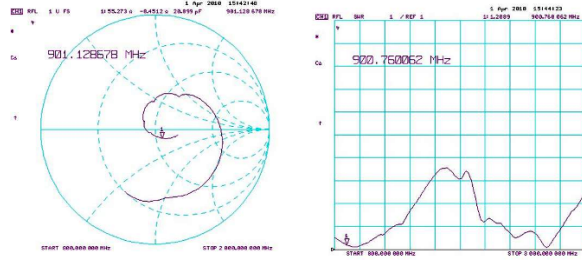 1 Apr 2010 15:42:48
CH1 RFL 1 U FS 1: 55.273 Ω -8.4512 Ω 20.899 pF 901.128 678 MHz
901.128678 MHz
START 800.000 000 MHz STOP 2 000.000 000 MHz
1 Apr 2010 15:44:23
CH1 RFL SWR 1 / REF 1 1: 1.2889 900.760 062 MHz
900.760062 MHz
START 800.000 000 MHz STOP 3 000.000 000 MHz